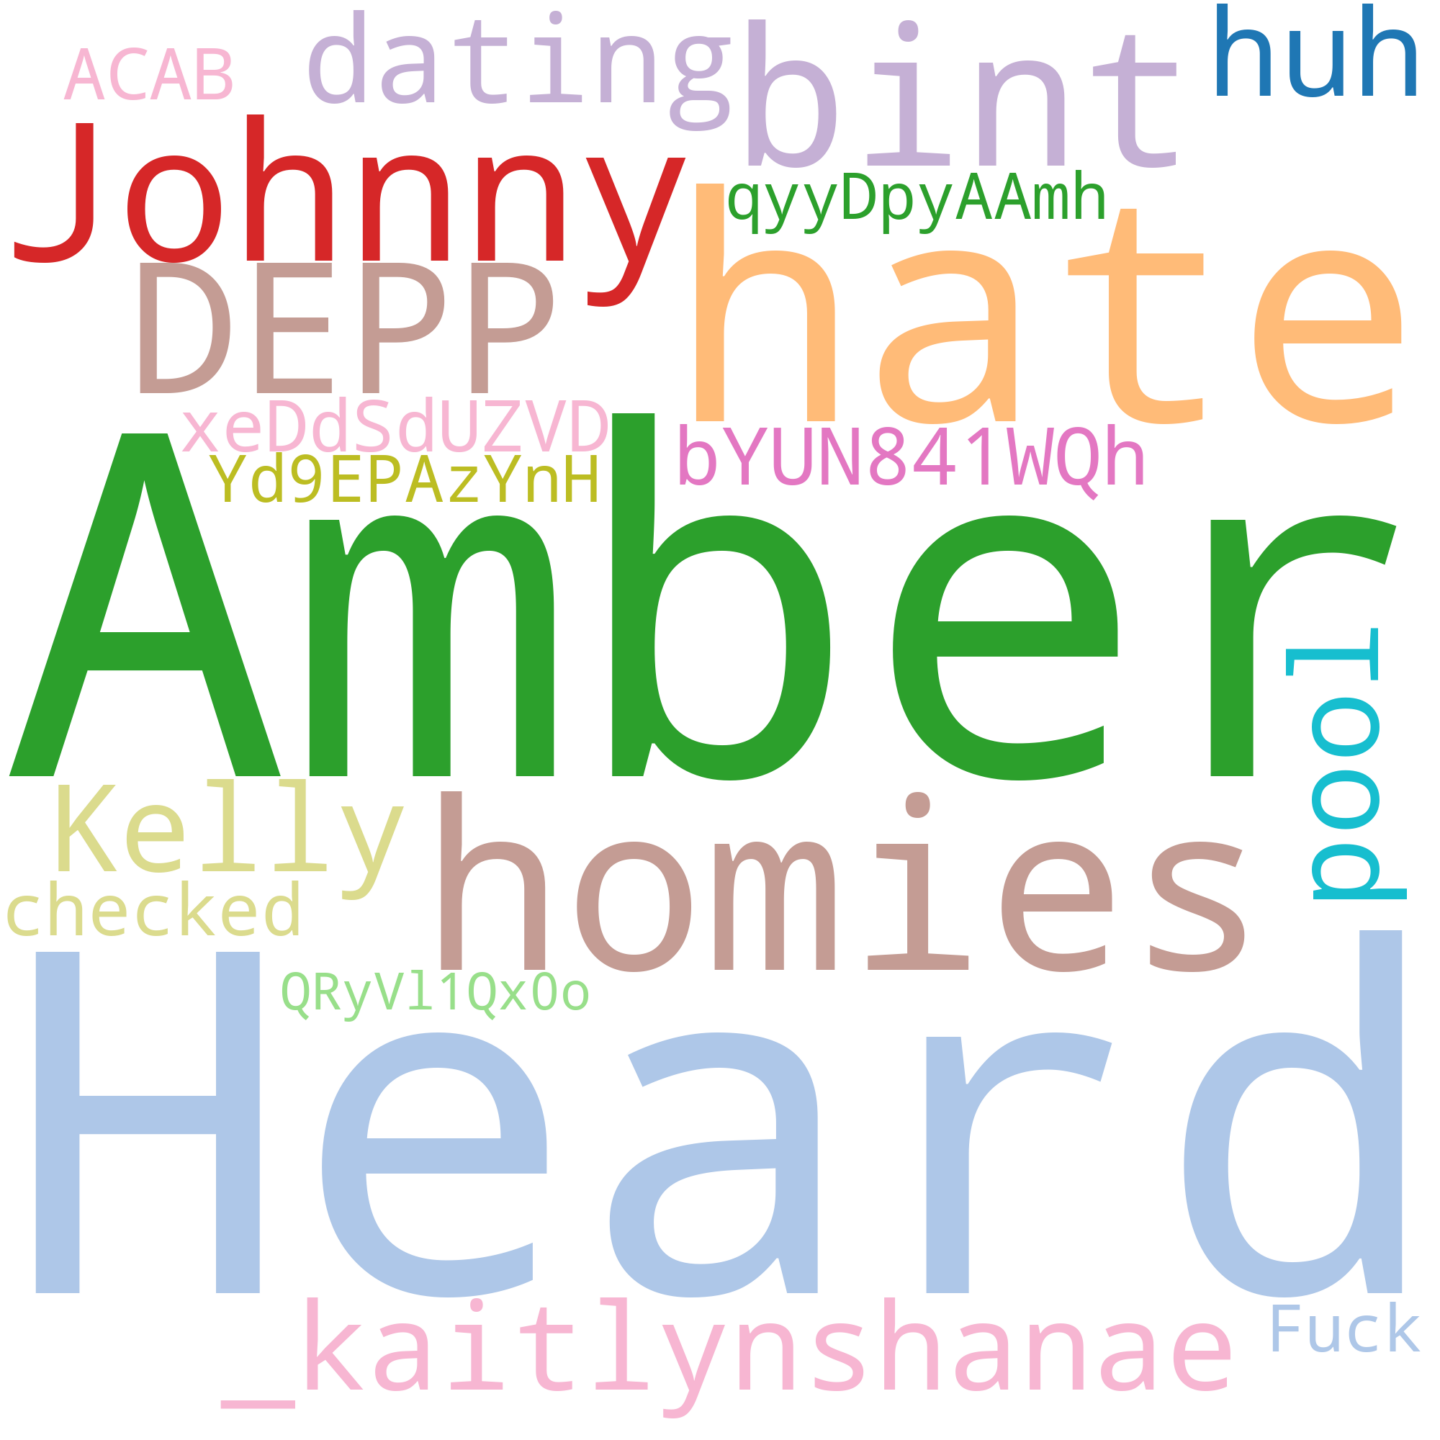 ACAB
dating
bint
huh
Johnny
qyyDpyAAmh
hate
DEPP
xeDdSdUZVD
bYUN841WQh
Yd9EPAzYnH
Amber
pool
Kelly
homies
checked
Heard
QRyVl1QxOo
_kaitlynshanae
Fuck